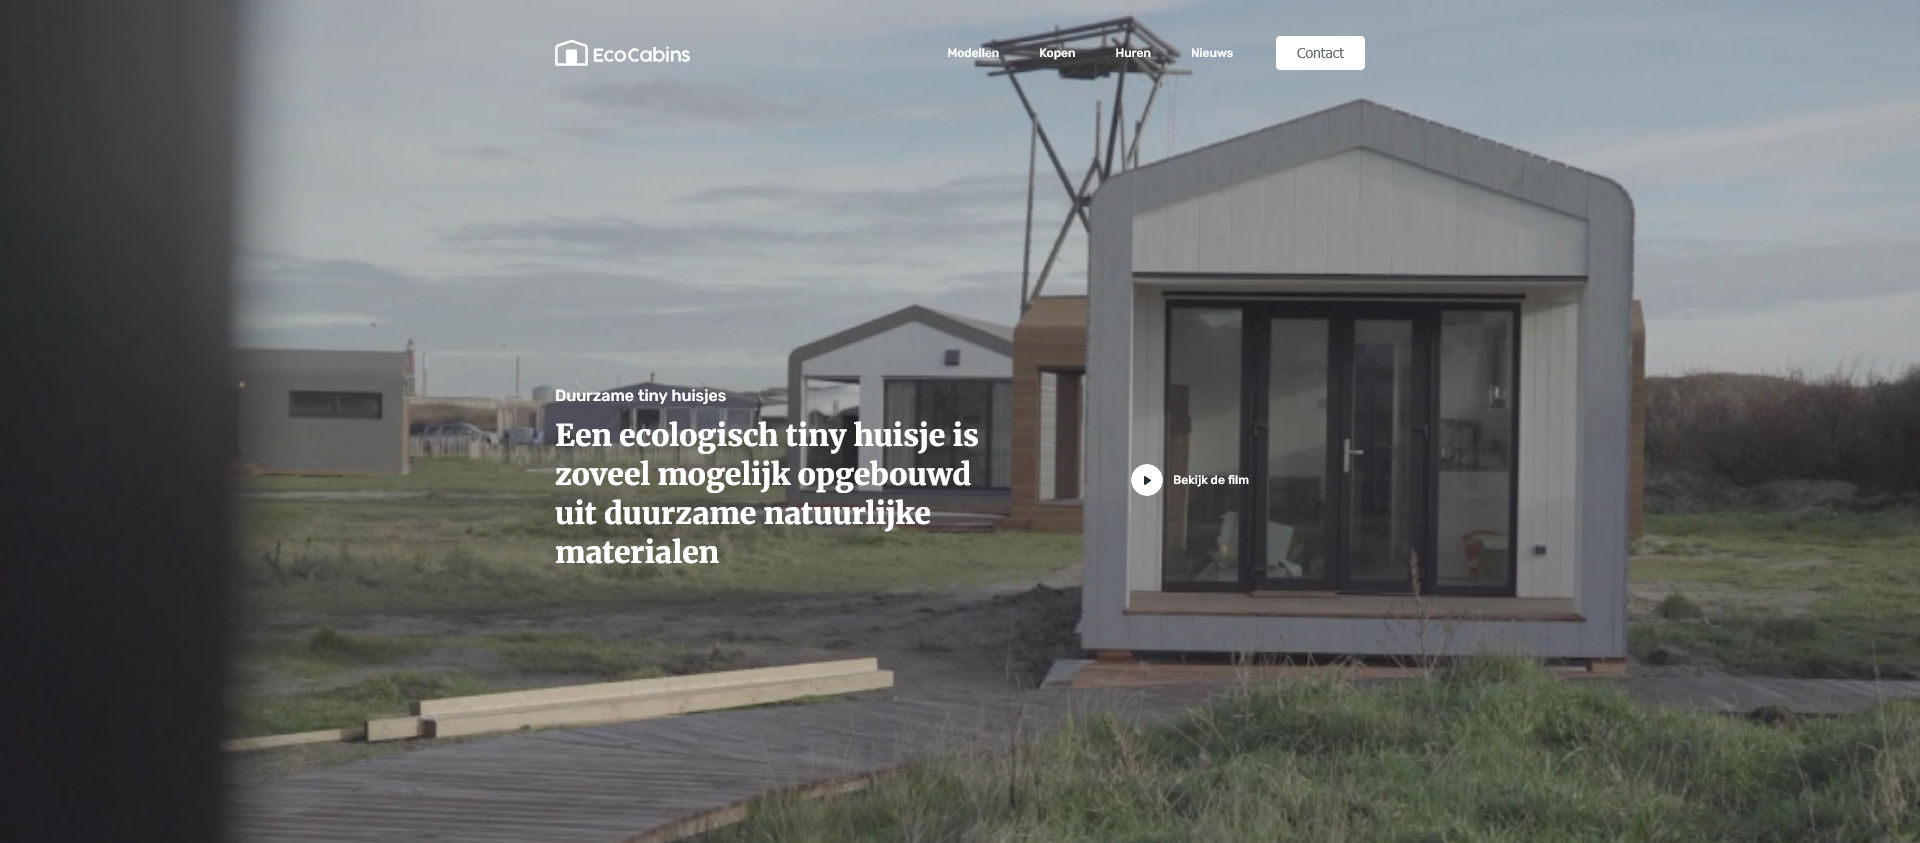 EcoCabins
Modellen
Kopen
Huren
Nieuws
Contact
Duurzame tiny huisjes
Een ecologisch tiny huisje is
zoveel mogelijk opgebouwd
uit duurzame natuurlijke
materialen
Bekijk de film